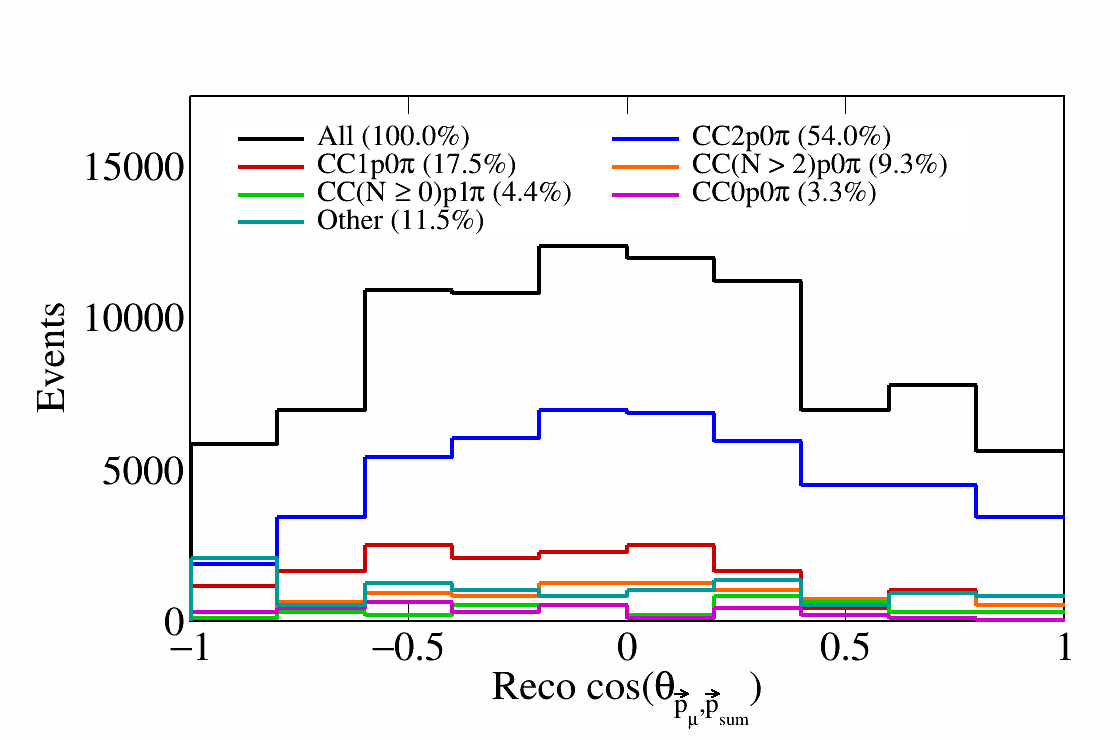 All (100.0%) CC2p0π (54.0%)
CC1p0π (17.5%) CC(N > 2)p0π (9.3%)
CC(N ≥ 0)p1π (4.4%) CC0p0π (3.3%)
Other (11.5%)
15000
10000
5000
0
Events
−1 −0.5 0 0.5 1
Reco cos(θ p⃗μ,p⃗sum)